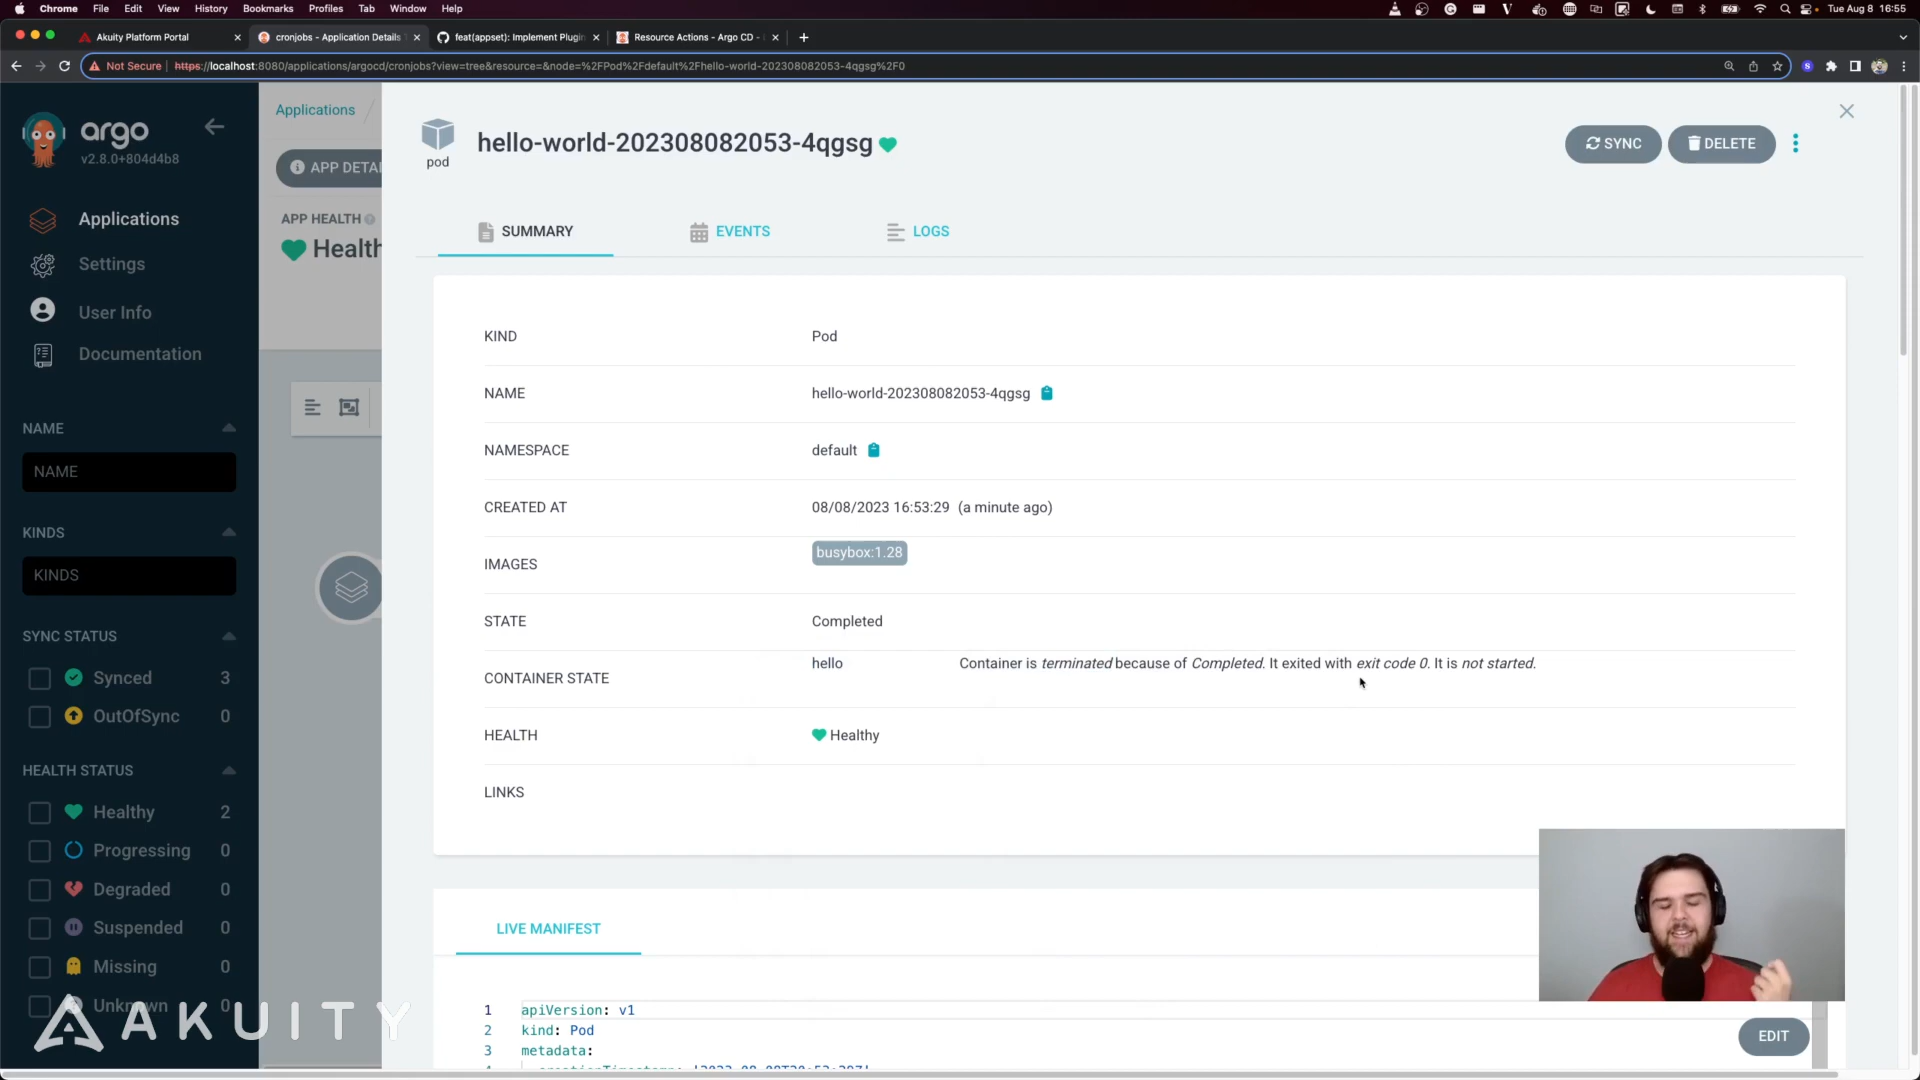 Chrome File Edit View History Bookmarks Profiles Tab Window Help
Tue Aug 8 16:55
Akuity Platform Portal
cronjobs - Application Details
feat(appset): Implement Plugin
Resource Actions - Argo CD -
Not Secure https://localhost:8080/applications/argocd/cronjobs?view=tree&resource=&node=%2FPod%2Fdefault%2Fhello-world-202308082053-4qgsg%2F0
argo
v2.8.0+804d4b8
Applications
Settings
User Info
Documentation
NAME
NAME
KINDS
KINDS
SYNC STATUS
Synced 3
OutOfSync 0
HEALTH STATUS
Healthy 2
Progressing 0
Degraded 0
Suspended 0
Missing 0
Unknown 0
AKUITY
Applications
APP DETA
APP HEALTH
Health
pod
hello-world-202308082053-4qgsg
SYNC
DELETE
SUMMARY
EVENTS
LOGS
KIND Pod
NAME hello-world-202308082053-4qgsg
NAMESPACE default
CREATED AT 08/08/2023 16:53:29 (a minute ago)
IMAGES busybox:1.28
STATE Completed
CONTAINER STATE hello Container is terminated because of Completed. It exited with exit code 0. It is not started.
HEALTH Healthy
LINKS
LIVE MANIFEST
1 apiVersion: v1
2 kind: Pod
3 metadata:
EDIT